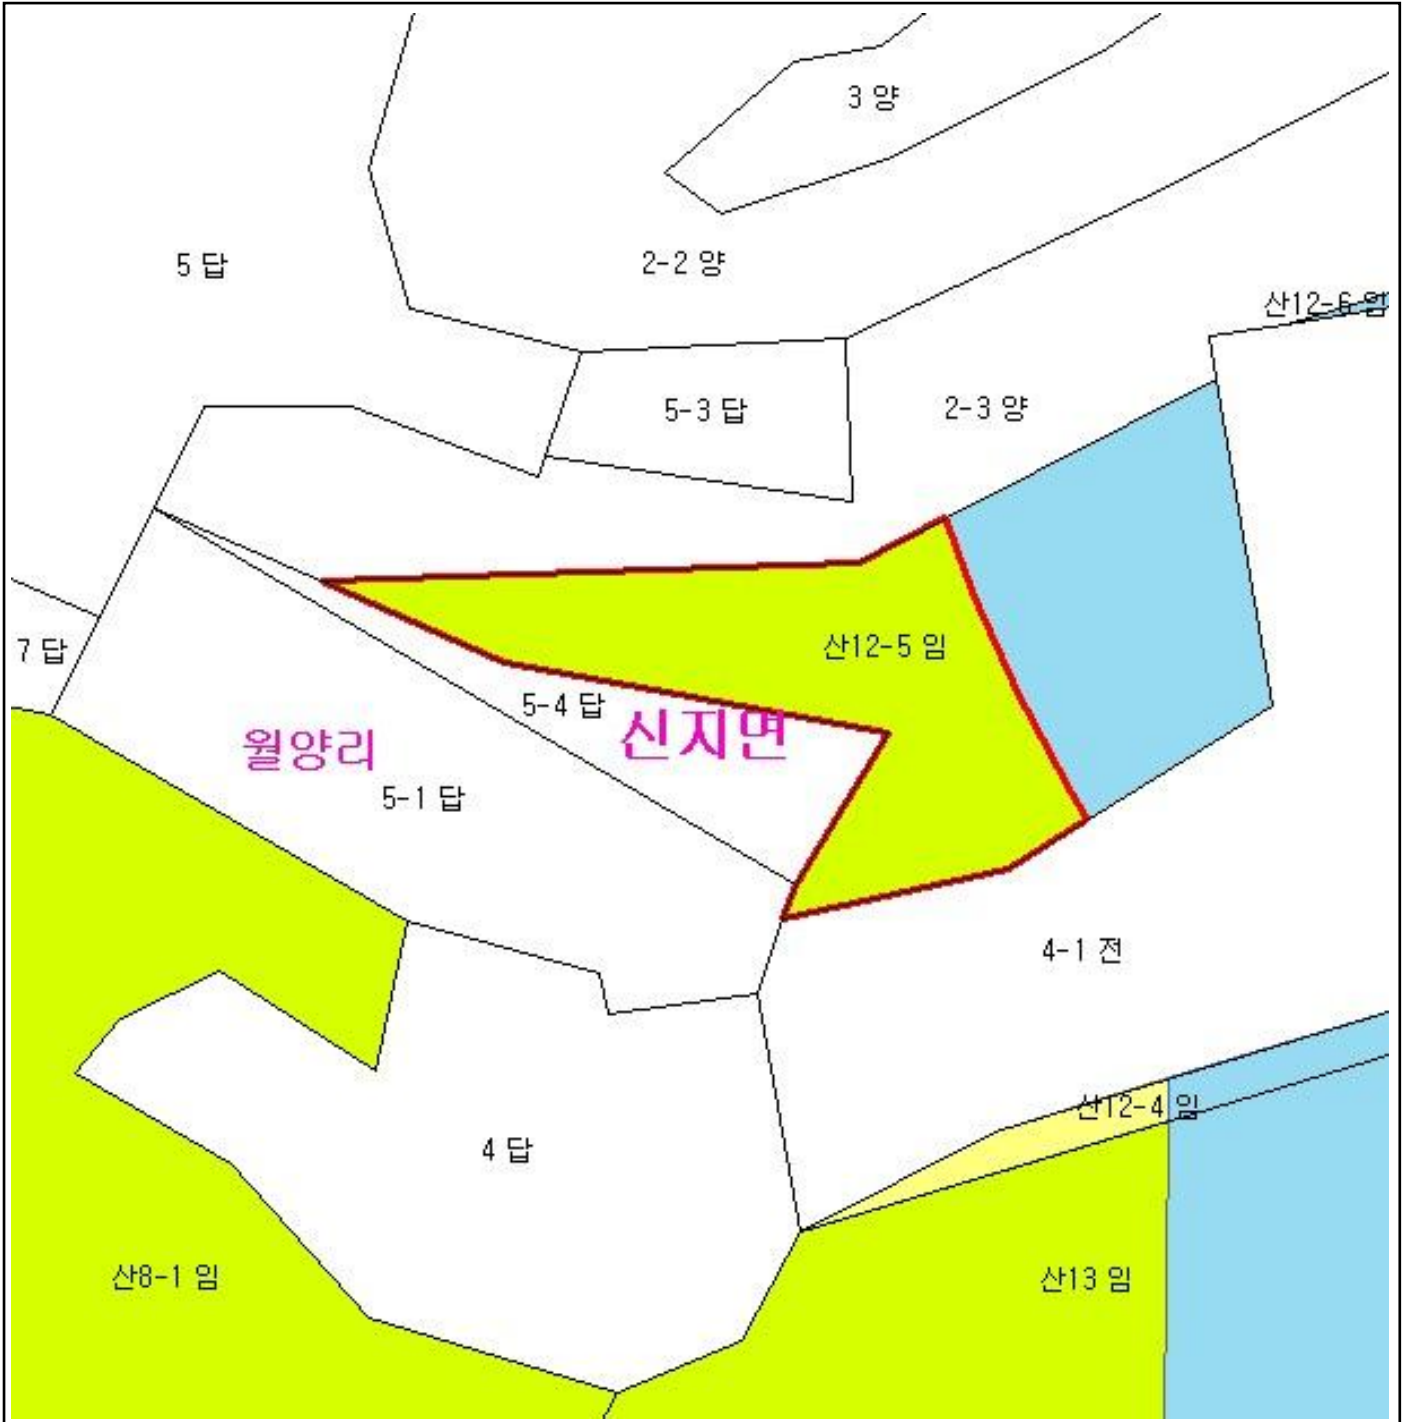 3 양
5 답
2-2 양
산12-6 임
5-3 답
2-3 양
산12-5 임
7 답
5-4 답
신지면
월양리
5-1 답
4-1 전
산12-4 임
4 답
산8-1 임
산13 임